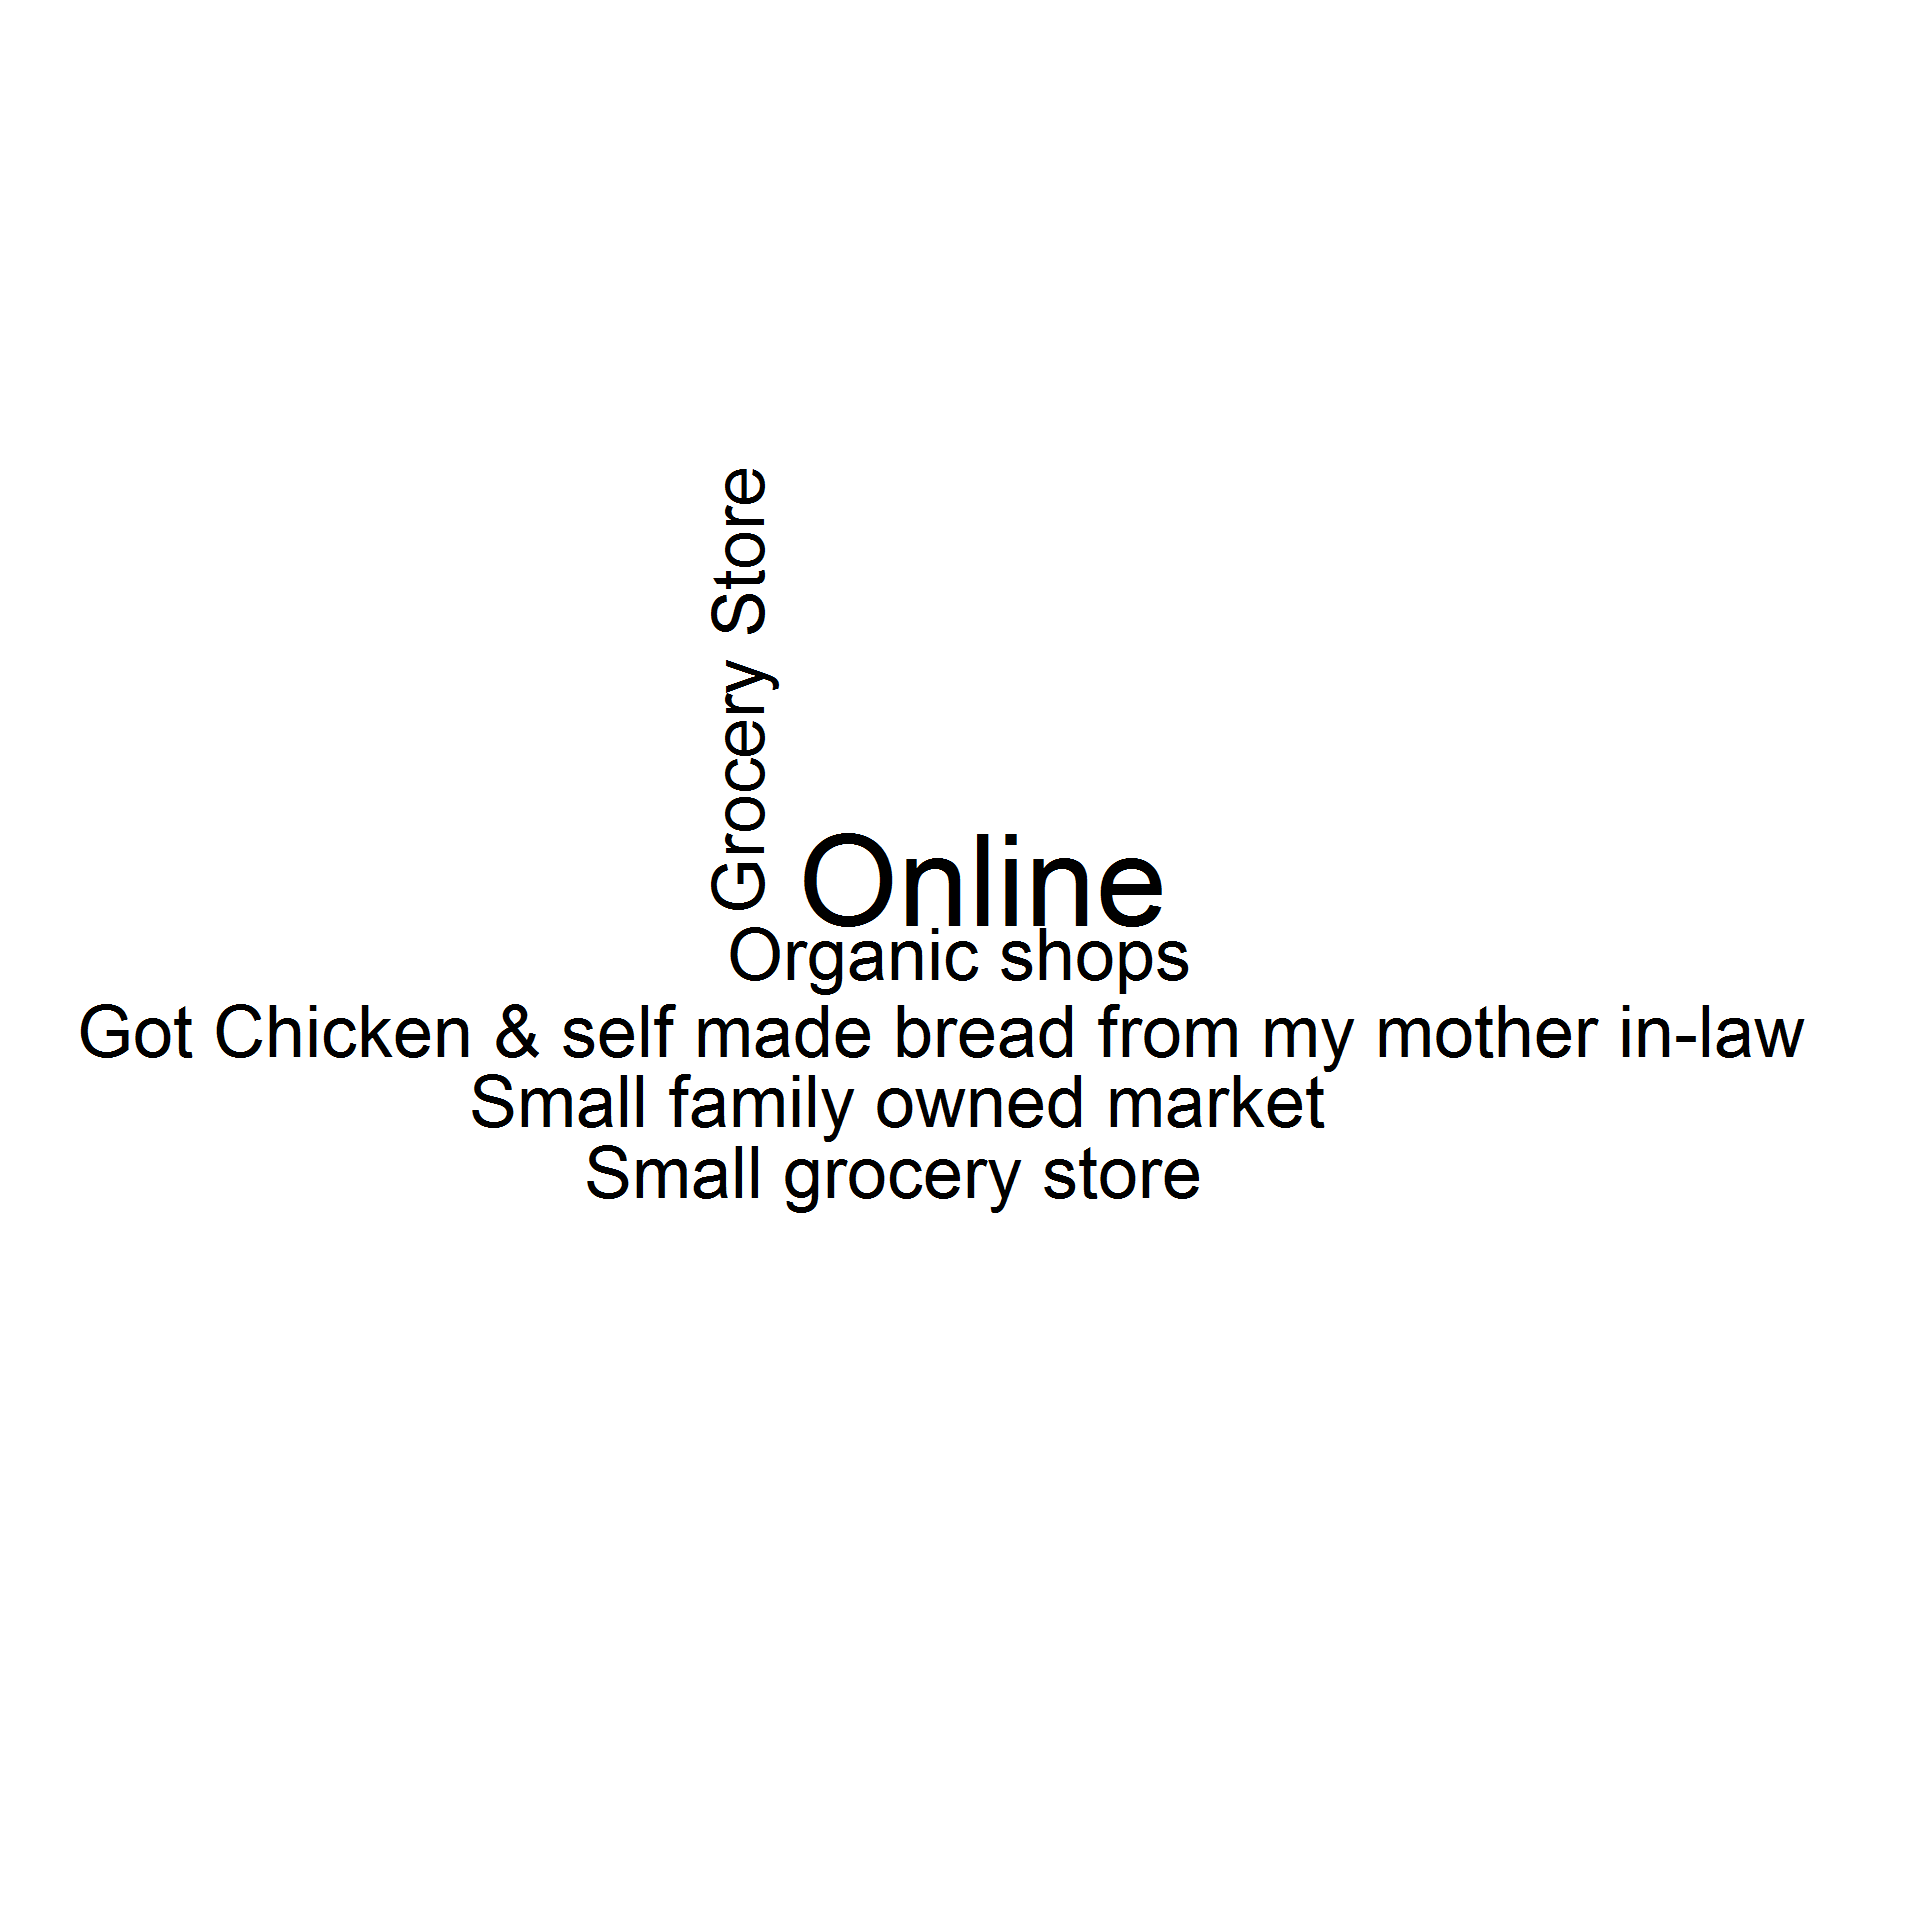 Grocery Store
Online
Organic shops
Got Chicken & self made bread from my mother in-law
Small family owned market
Small grocery store